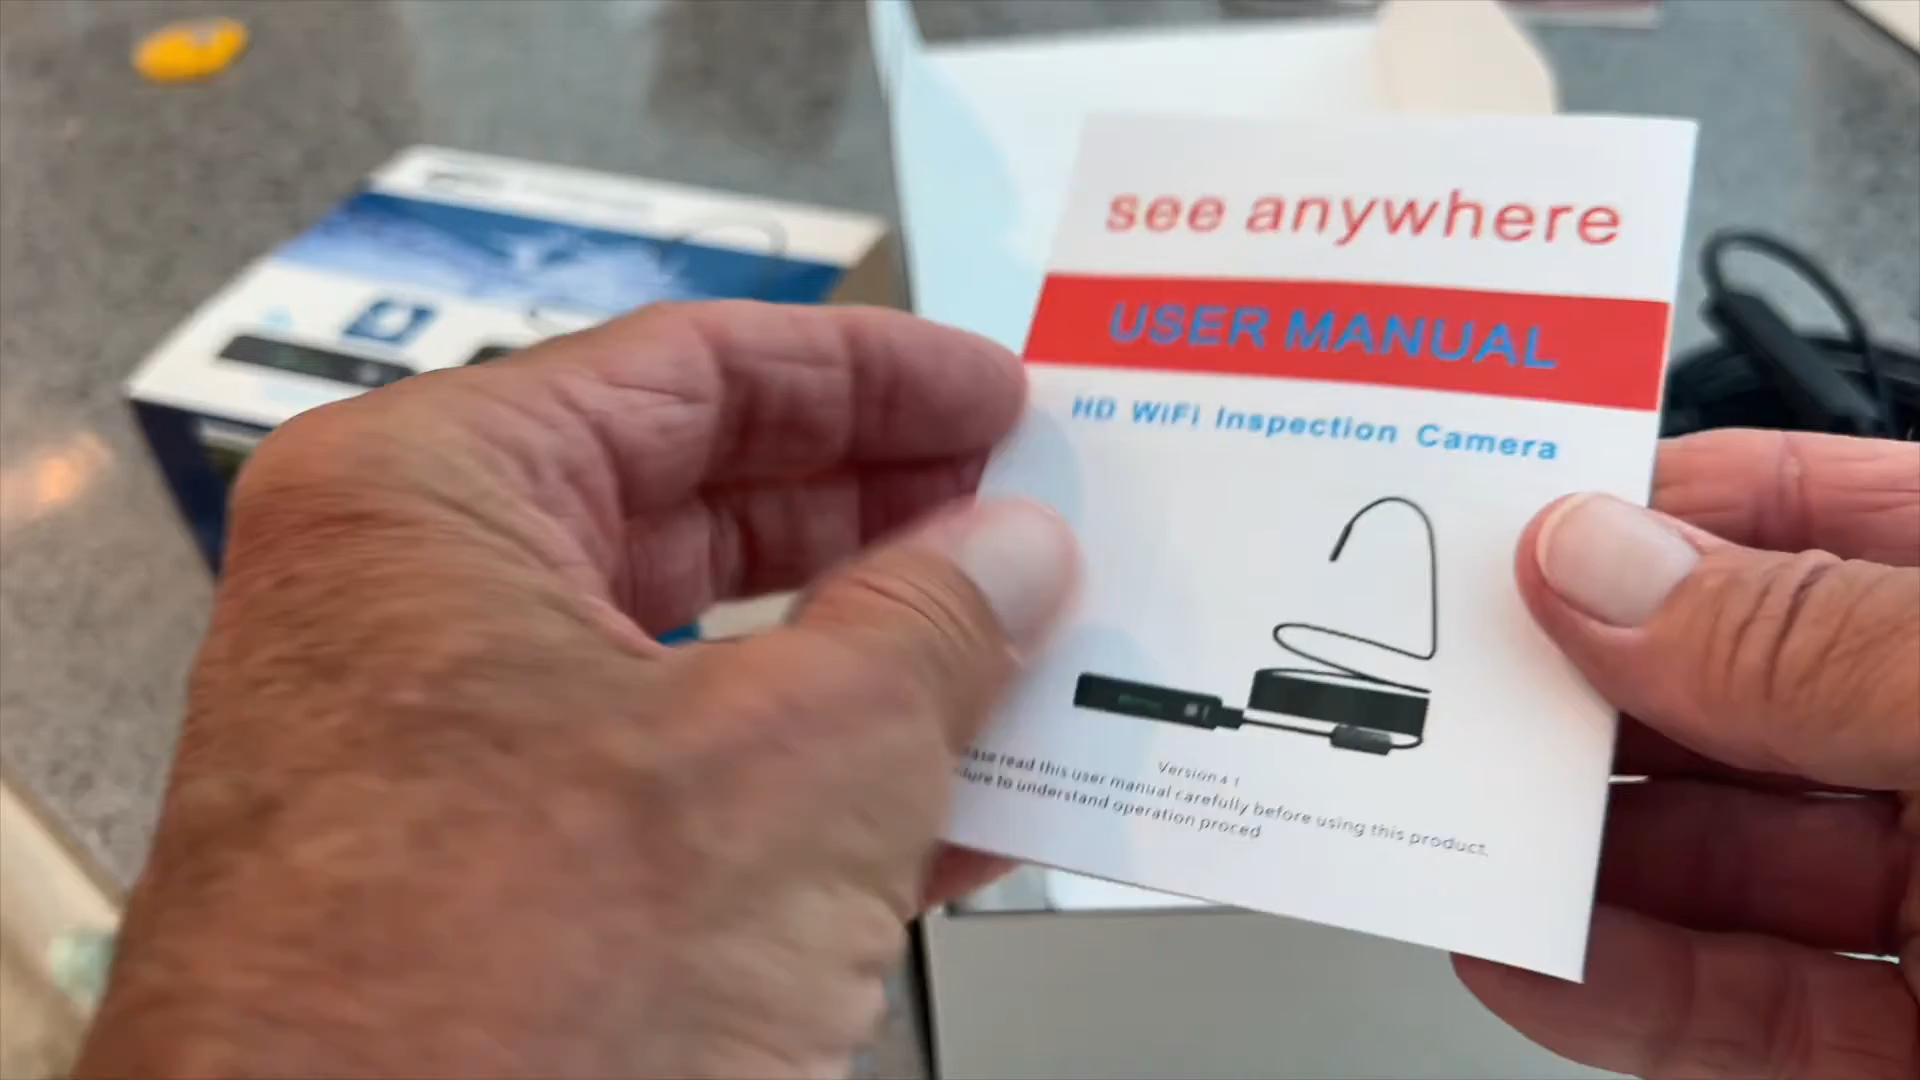 see anywhere
USER MANUAL
HD WiFi Inspection Camera
Version 4.1
read this user manual carefully before using this product.
to understand operation proced